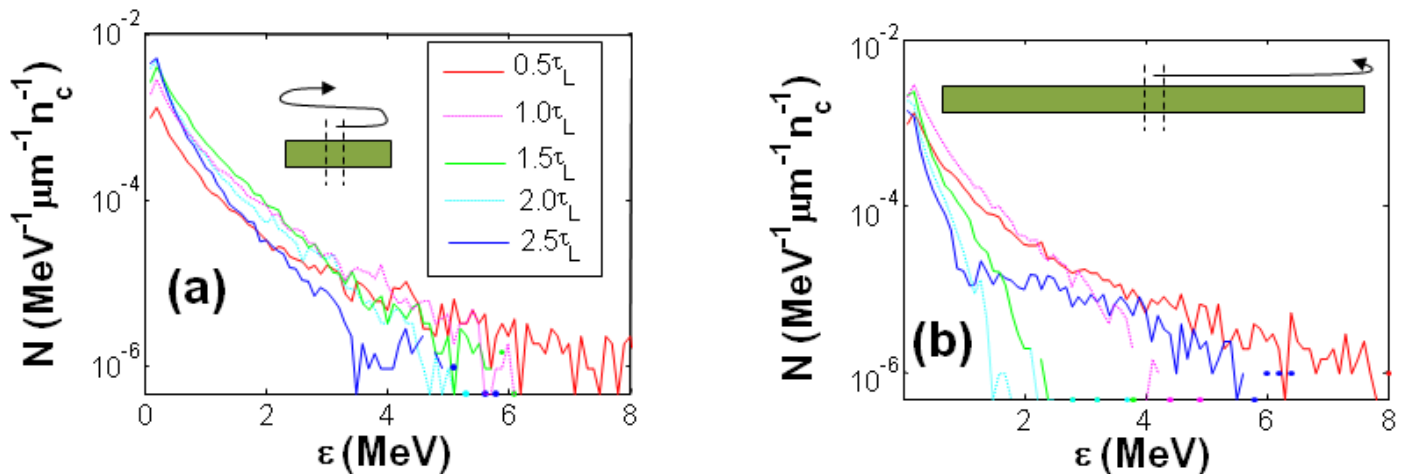 10⁻²
10⁻⁴
10⁻⁶
N (MeV⁻¹μm⁻¹n_c⁻¹)
(a)
0.5τ_L
1.0τ_L
1.5τ_L
2.0τ_L
2.5τ_L
0 2 4 6 8
ε (MeV)
10⁻²
10⁻⁴
10⁻⁶
N (MeV⁻¹μm⁻¹n_c⁻¹)
(b)
2 4 6 8
ε (MeV)